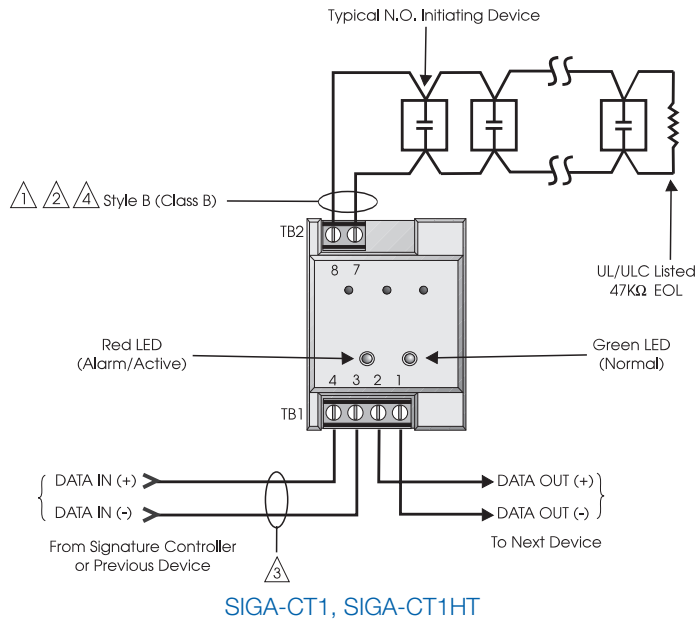 Typical N.O. Initiating Device
1 2 4 Style B (Class B)
TB2
8 7
UL/ULC Listed
47KΩ EOL
Red LED
(Alarm/Active)
Green LED
(Normal)
4 3 2 1
TB1
DATA IN (+)
DATA OUT (+)
DATA IN (-)
DATA OUT (-)
From Signature Controller
or Previous Device
To Next Device
3
SIGA-CT1, SIGA-CT1HT